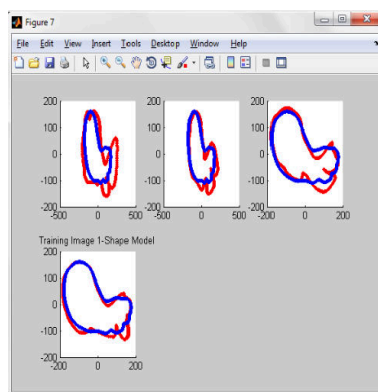 Figure 7
File Edit View Insert Tools Desktop Window Help
200 200 200
100 100 100
0 0 0
-100 -100 -100
-200 -200 -200
-500 0 500 -500 0 500 -200 0 200
Training Image 1-Shape Model
200
100
0
-100
-200
-200 0 200